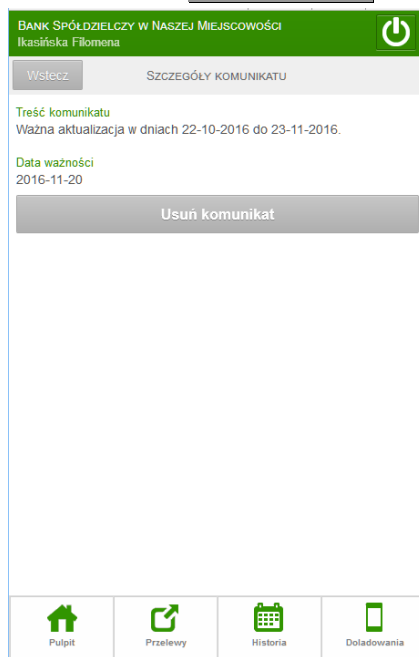 Bank Spółdzielczy w Naszej Miejscowości
Ikasińska Filomena
Wstecz
Szczegóły komunikatu
Treść komunikatu
Ważna aktualizacja w dniach 22-10-2016 do 23-11-2016.
Data ważności
2016-11-20
Usuń komunikat
Pulpit
Przelewy
Historia
Doladowania